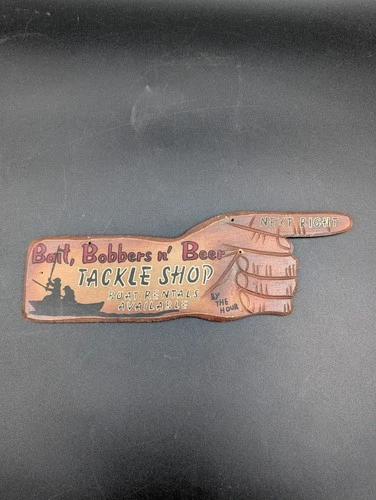 Bait, Bobbers n' Beer
TACKLE SHOP
BOAT RENTALS
AVAILABLE
BY
THE
HOUR
NEXT RIGHT